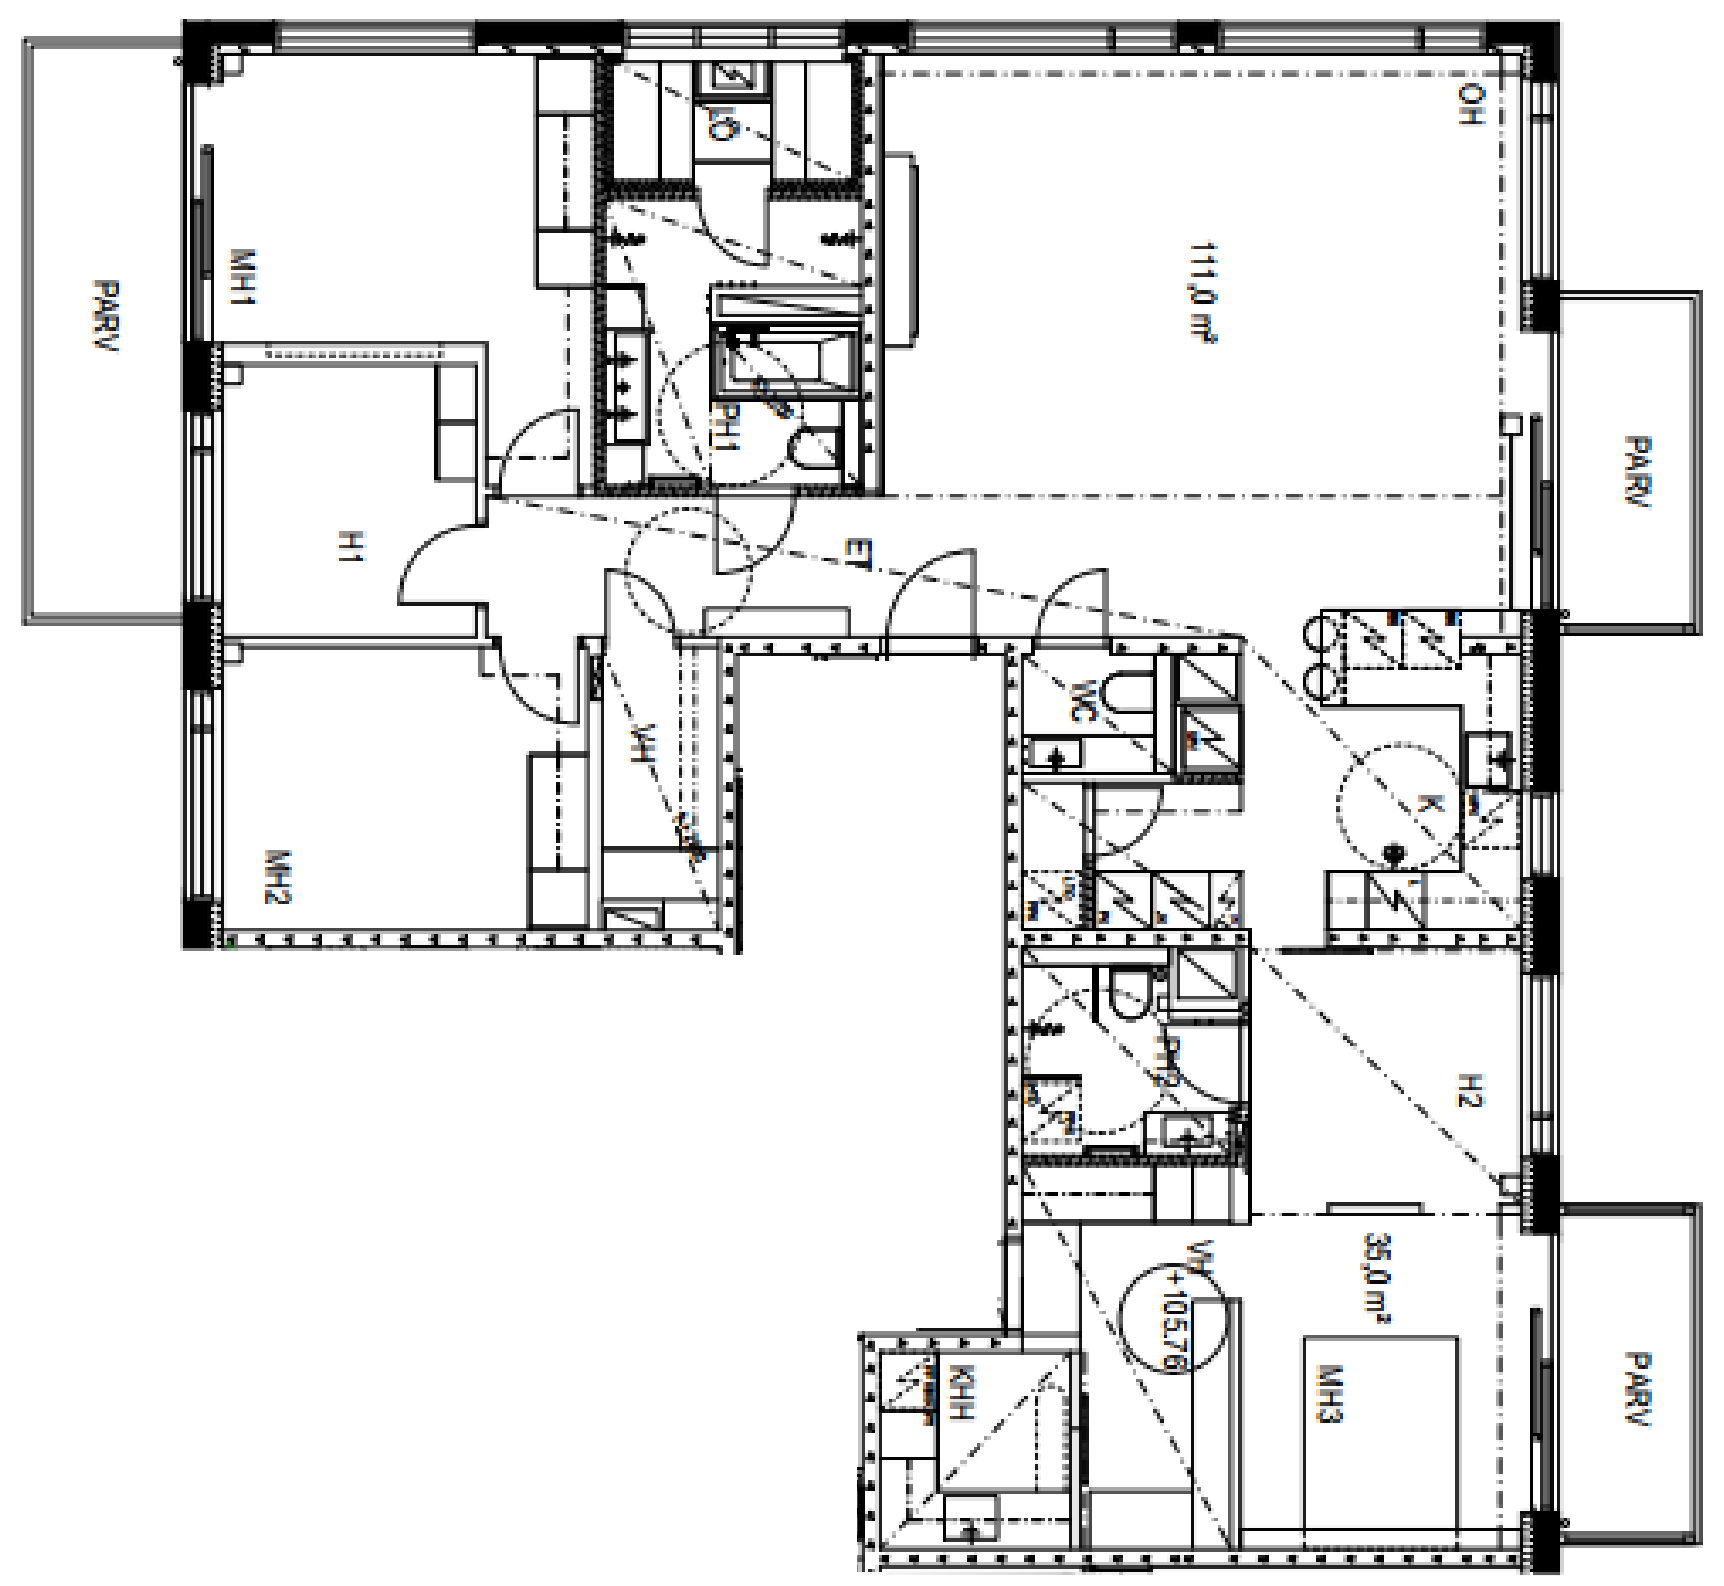 LÖ
OH
MH1
PARV
111,0 m²
PH1
PARV
H1
ET
WC
VH
K
MH2
PH2
H2
VH
35,0 m²
+105.76
KHH
MH3
PARV